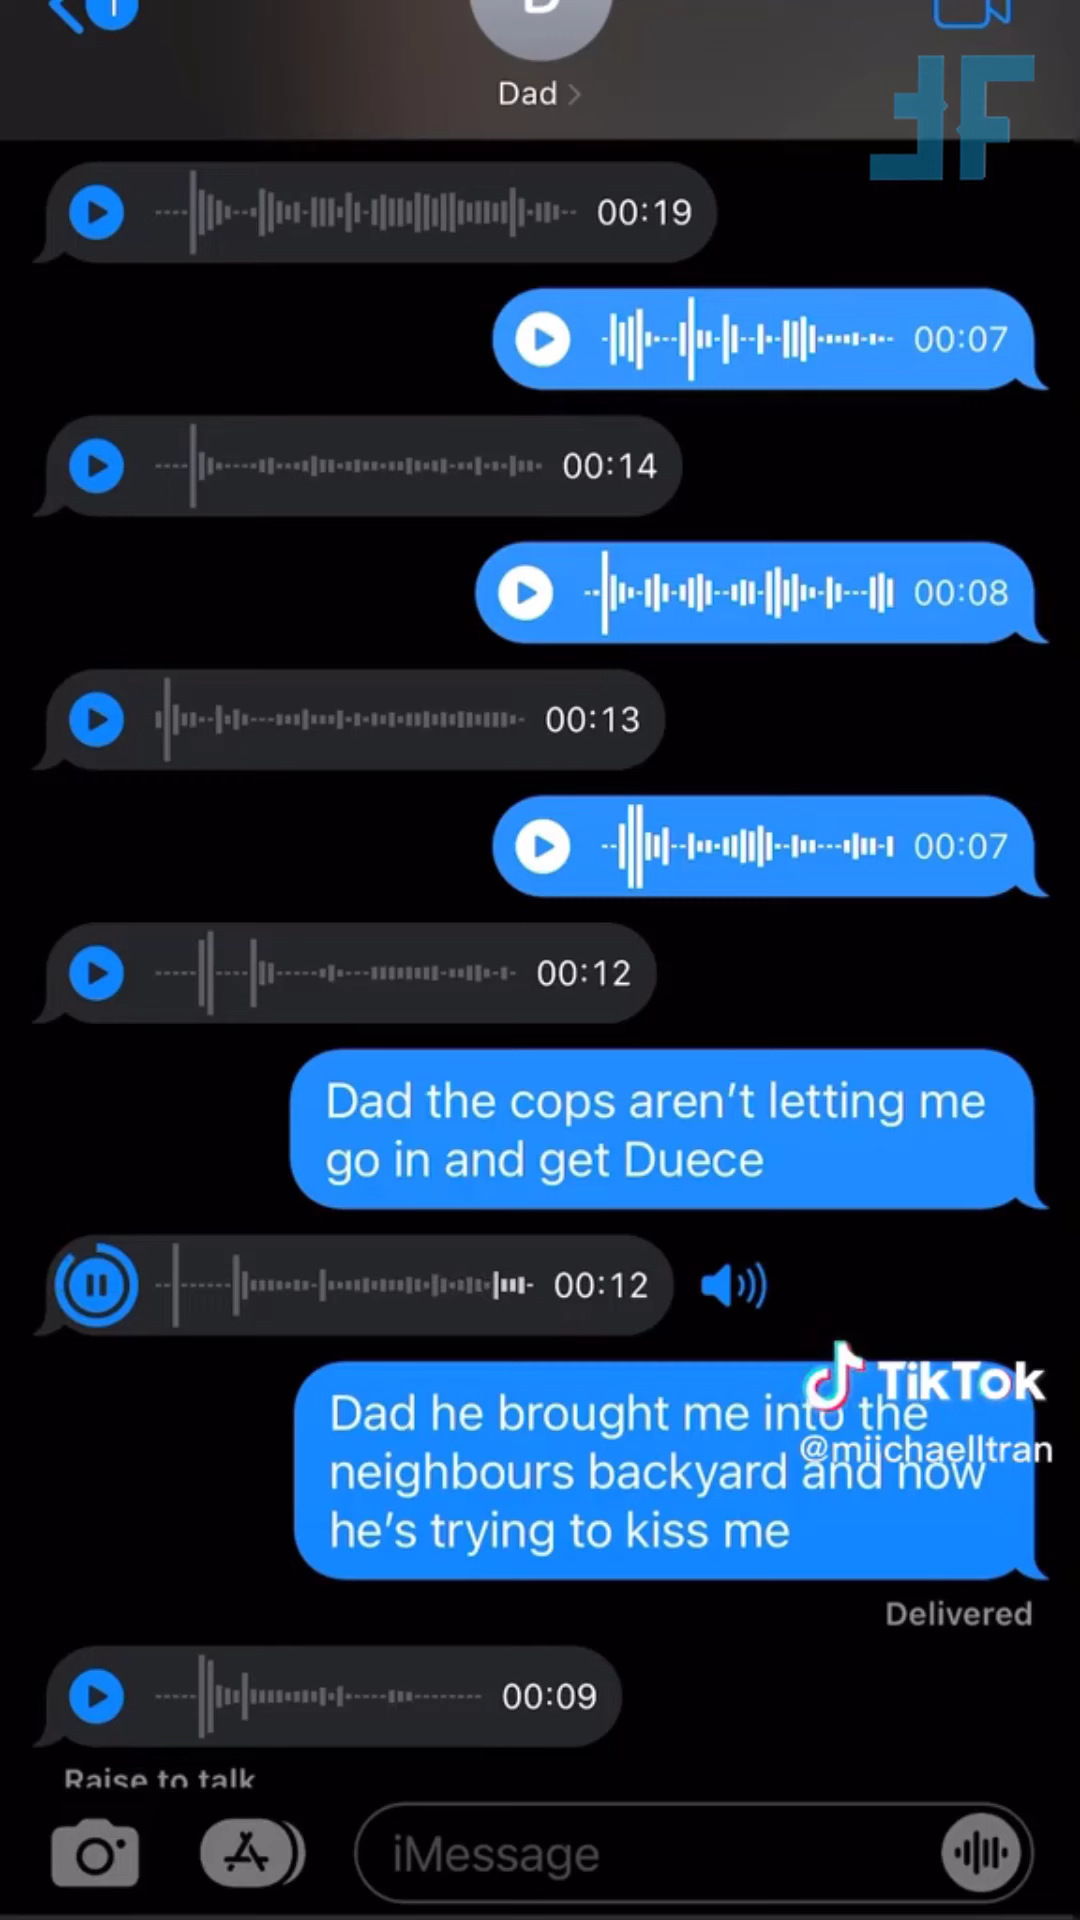 1
D
Dad
00:19
00:07
00:14
00:08
00:13
00:07
00:12
Dad the cops aren't letting me
go in and get Duece
00:12
Dad he brought me into the
neighbours backyard and now
he's trying to kiss me
TikTok
@mijchaelltran
Delivered
00:09
Raise to talk
iMessage